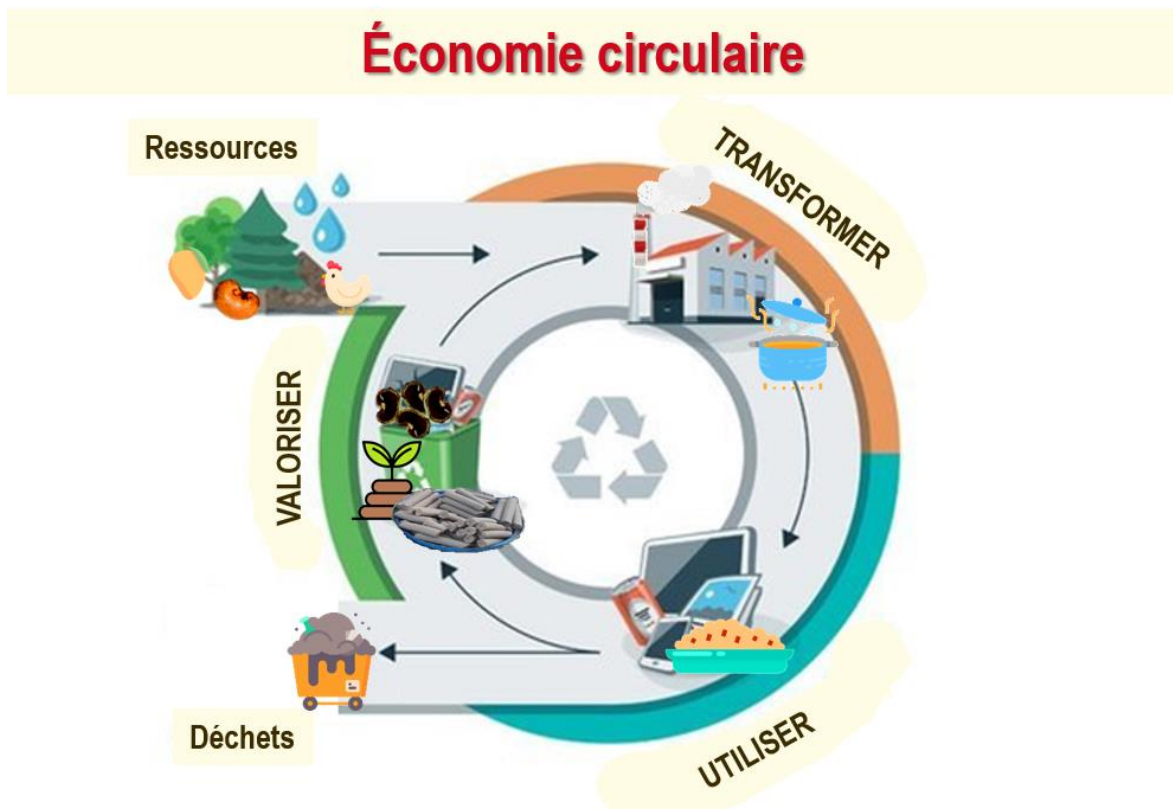 Économie circulaire
Ressources
TRANSFORMER
VALORISER
Déchets
UTILISER